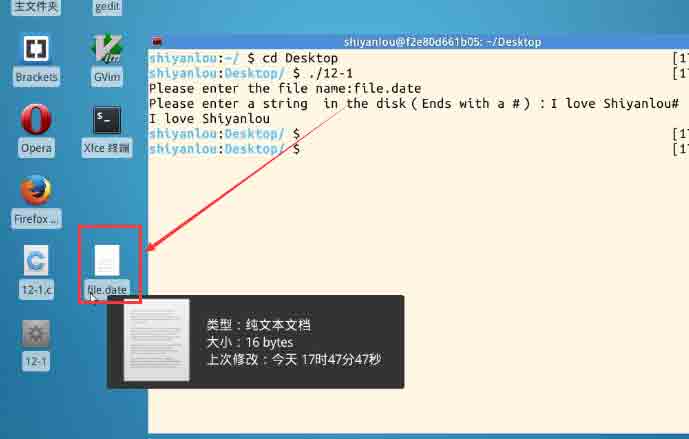 主文件夹
gedit
Brackets
GVim
Opera
Xfce 终端
Firefox ...
12-1.c
file.date
12-1
shiyanlou@f2e80d661b05: ~/Desktop
shiyanlou:~/ $ cd Desktop [17
shiyanlou:Desktop/ $ ./12-1 [17
Please enter the file name:file.date
Please enter a string  in the disk（Ends with a #）：I love Shiyanlou#
I love Shiyanlou
shiyanlou:Desktop/ $ [17
shiyanlou:Desktop/ $ [17
类型：纯文本文档
大小：16 bytes
上次修改：今天 17时47分47秒